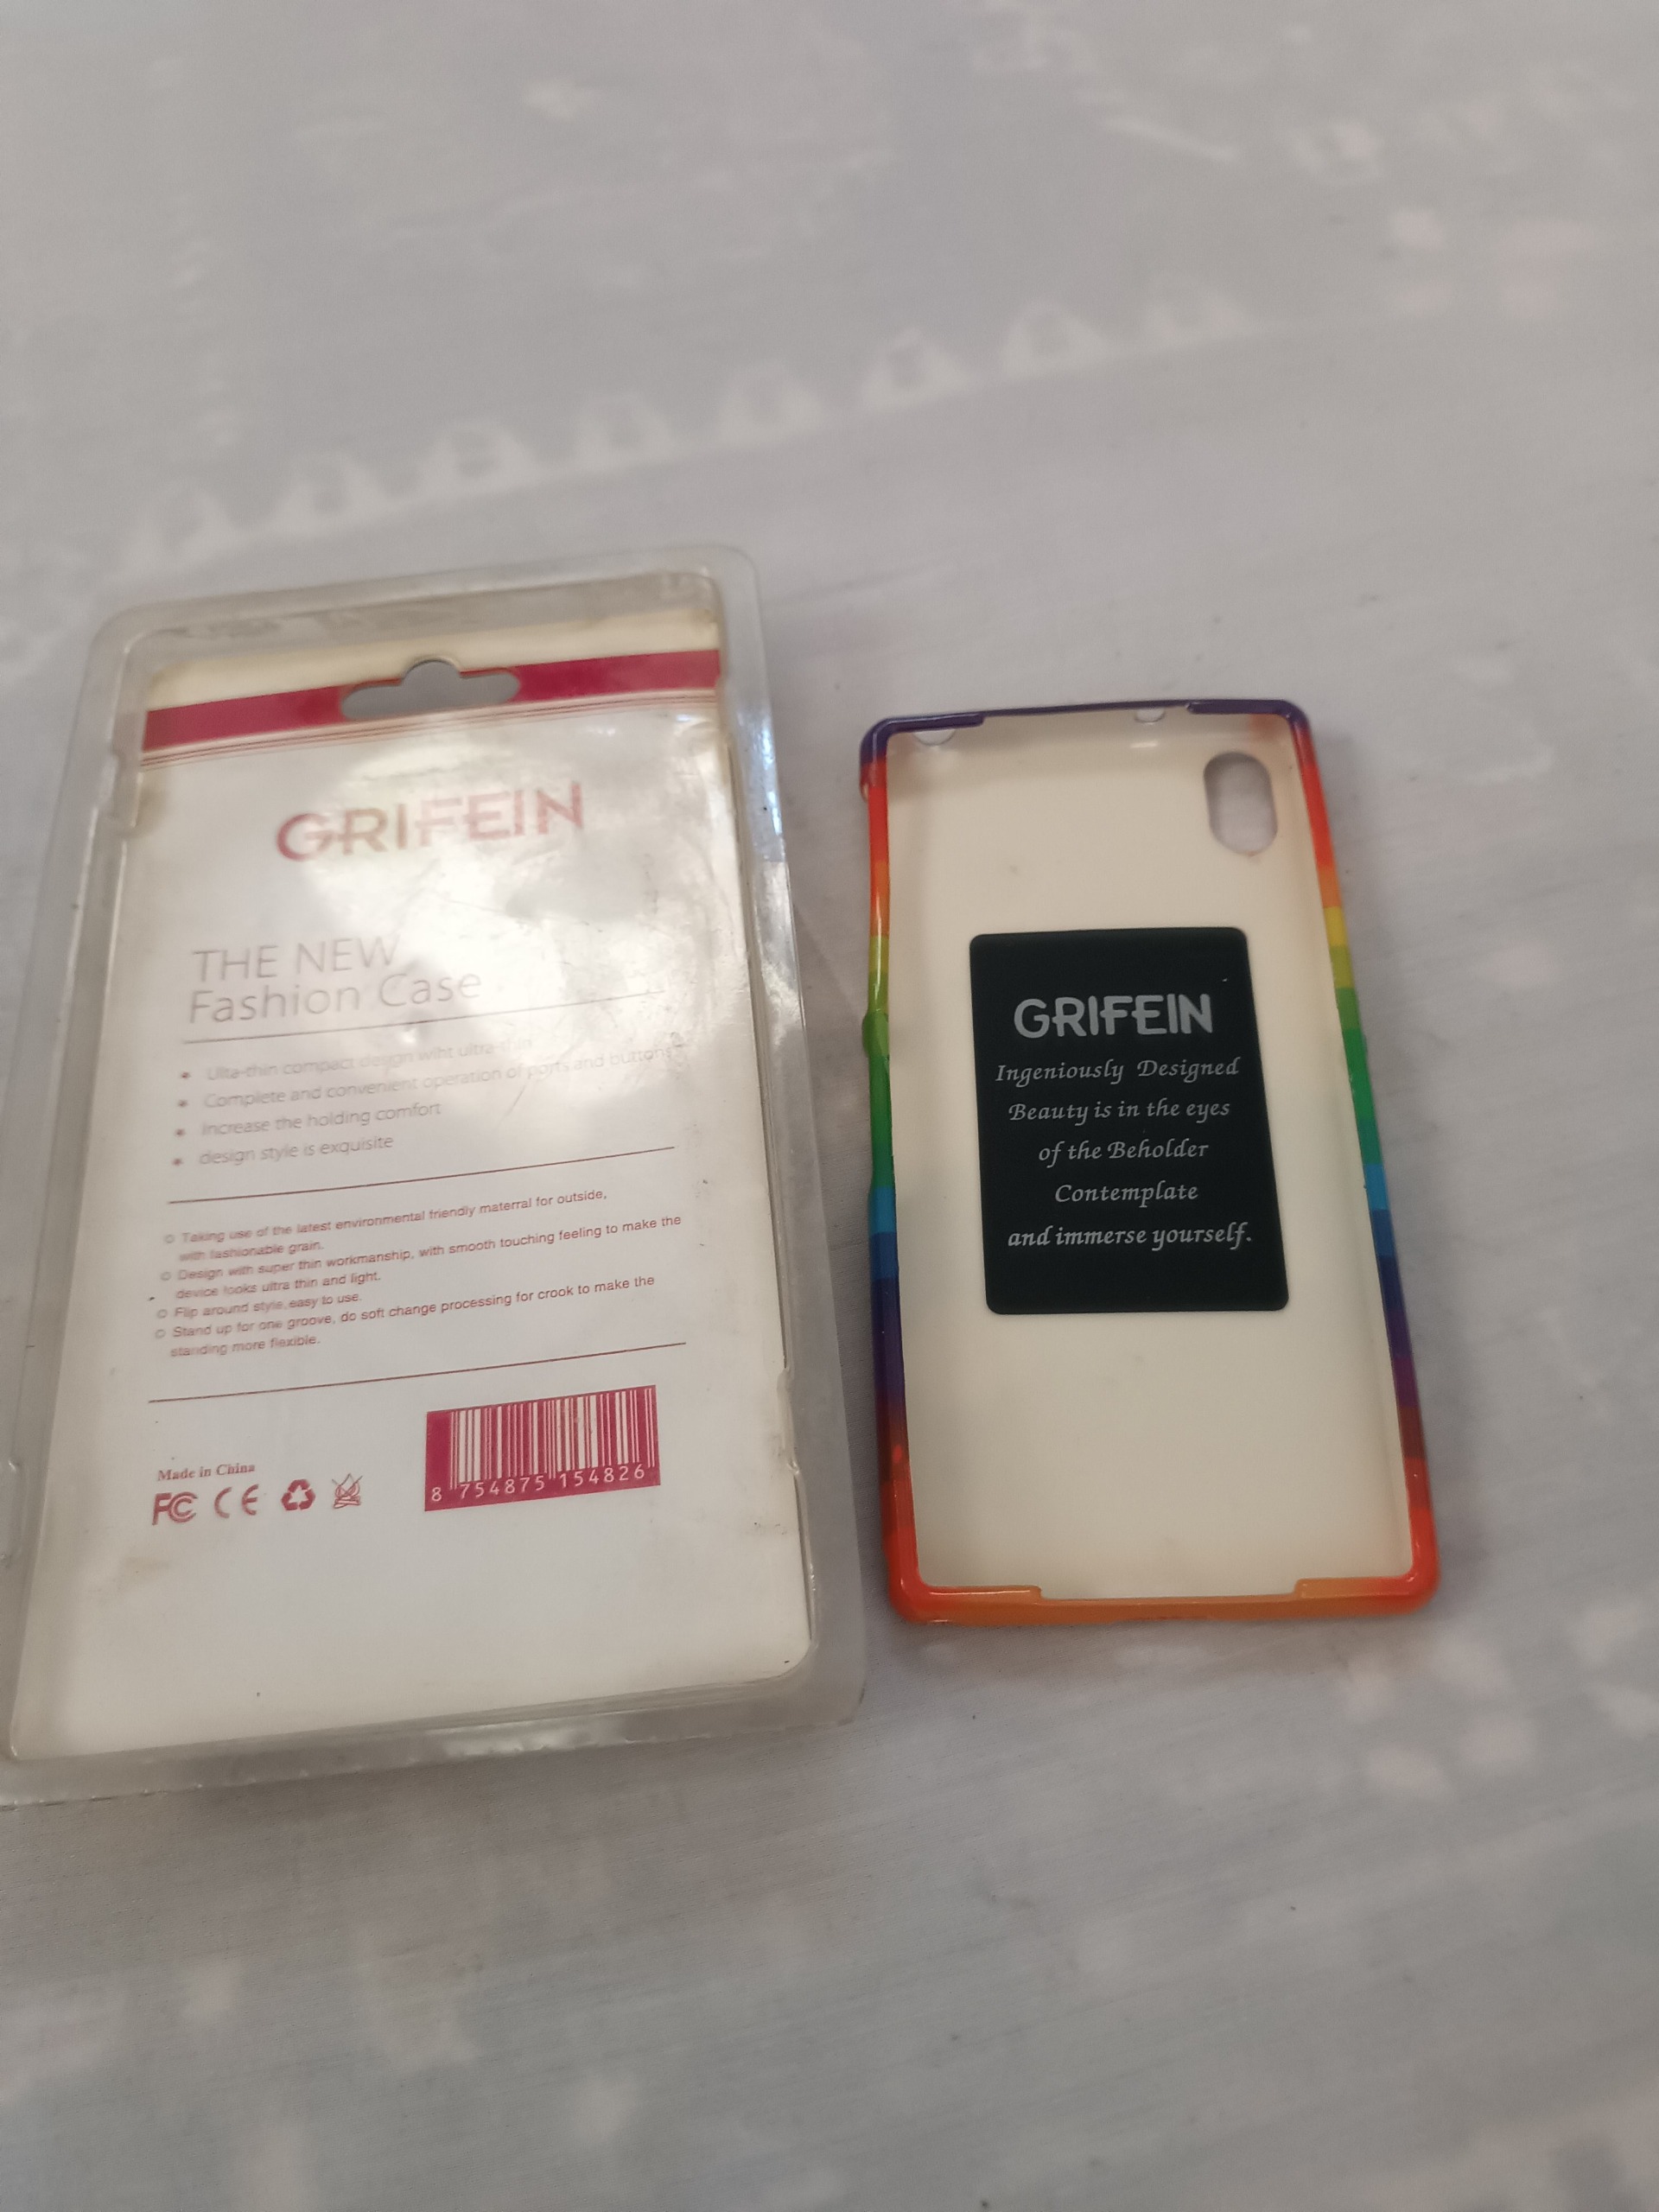 GRIFEIN
THE NEW
Fashion Case
Ulta-thin compact design wiht ultra-thin
Complete and convenient operation of ports and buttons
Increase the holding comfort
design style is exquisite
Taking use of the latest environmental friendly materral for outside,
with fashionable grain.
Design with super thin workmanship, with smooth touching feeling to make the
device looks ultra thin and light.
Flip around style,easy to use.
Stand up for one groove, do soft change processing for crook to make the
standing more flexible.
Made in China
FC CE
8 754875 154826
GRIFEIN
Ingeniously Designed
Beauty is in the eyes
of the Beholder
Contemplate
and immerse yourself.